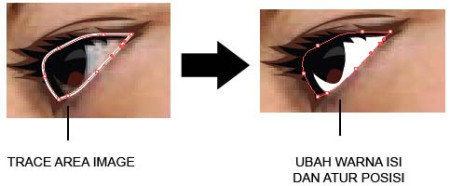 TRACE AREA IMAGE
UBAH WARNA ISI
DAN ATUR POSISI